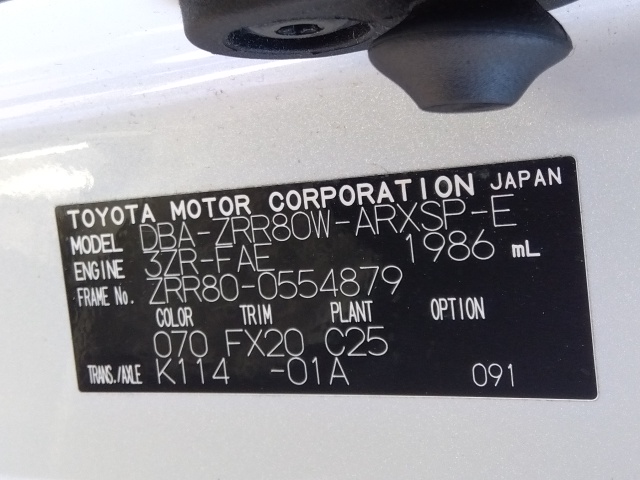 TOYOTA MOTOR CORPORATION JAPAN
MODEL DBA-ZRR80W-ARXSP-E
ENGINE 3ZR-FAE 1986 mL
FRAME No. ZRR80-0554879
COLOR TRIM PLANT OPTION
070 FX20 C25
TRANS./AXLE K114 -01A 091